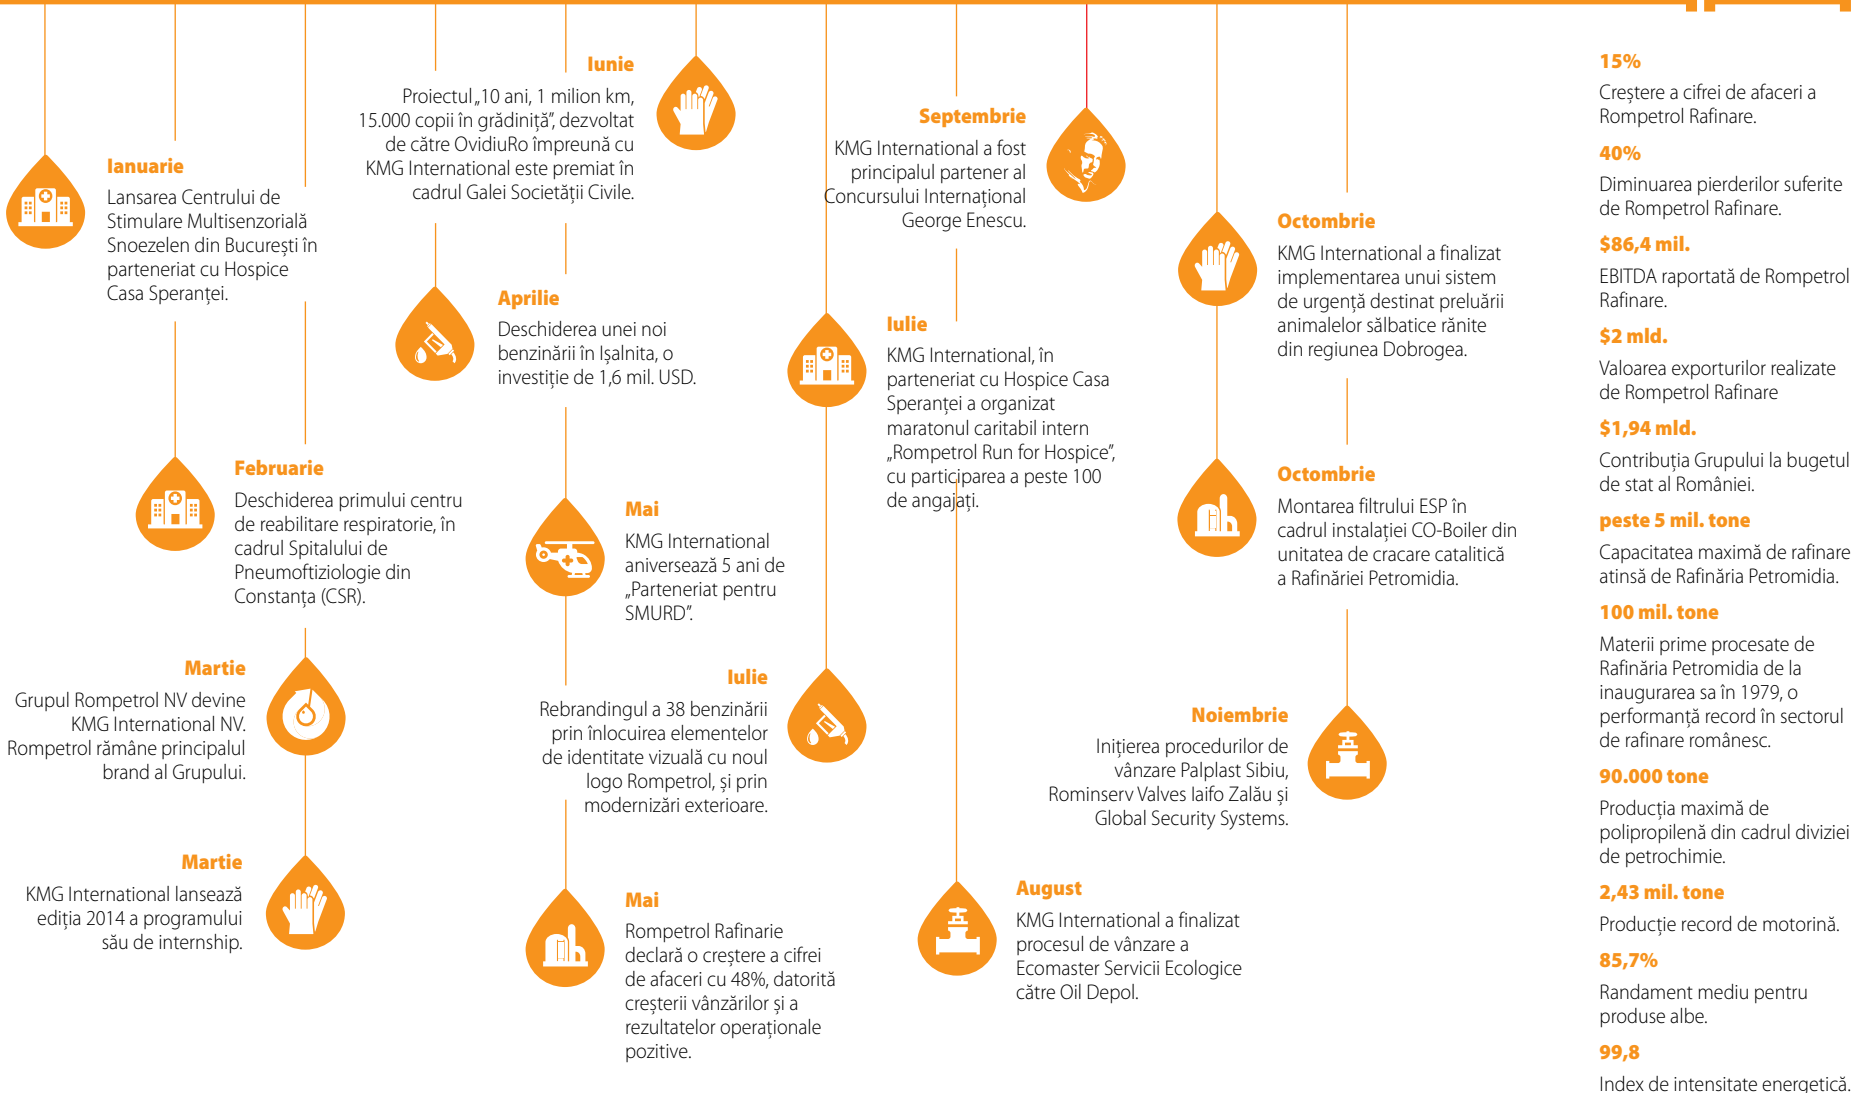 Ianuarie
Lansarea Centrului de
Stimulare Multisenzorială
Snoezelen din București în
parteneriat cu Hospice
Casa Speranței.
Februarie
Deschiderea primului centru
de reabilitare respiratorie, în
cadrul Spitalului de
Pneumoftiziologie din
Constanța (CSR).
Martie
Grupul Rompetrol NV devine
KMG International NV.
Rompetrol rămâne principalul
brand al Grupului.
Martie
KMG International lansează
ediția 2014 a programului
său de internship.
Iunie
Proiectul „10 ani, 1 milion km,
15.000 copii în grădiniță”, dezvoltat
de către OvidiuRo împreună cu
KMG International este premiat în
cadrul Galei Societății Civile.
Aprilie
Deschiderea unei noi
benzinării în Ișalnita, o
investiție de 1,6 mil. USD.
Mai
KMG International
aniversează 5 ani de
„Parteneriat pentru
SMURD”.
Iulie
Rebrandingul a 38 benzinării
prin înlocuirea elementelor
de identitate vizuală cu noul
logo Rompetrol, și prin
modernizări exterioare.
Mai
Rompetrol Rafinarie
declară o creștere a cifrei
de afaceri cu 48%, datorită
creșterii vânzărilor și a
rezultatelor operaționale
pozitive.
Septembrie
KMG International a fost
principalul partener al
Concursului Internațional
George Enescu.
Iulie
KMG International, în
parteneriat cu Hospice Casa
Speranței a organizat
maratonul caritabil intern
„Rompetrol Run for Hospice”,
cu participarea a peste 100
de angajați.
August
KMG International a finalizat
procesul de vânzare a
Ecomaster Servicii Ecologice
către Oil Depol.
Octombrie
KMG International a finalizat
implementarea unui sistem
de urgență destinat preluării
animalelor sălbatice rănite
din regiunea Dobrogea.
Octombrie
Montarea filtrului ESP în
cadrul instalației CO-Boiler din
unitatea de cracare catalitică
a Rafinăriei Petromidia.
Noiembrie
Inițierea procedurilor de
vânzare Palplast Sibiu,
Rominserv Valves Iaifo Zalău și
Global Security Systems.
15%
Creștere a cifrei de afaceri a
Rompetrol Rafinare.
40%
Diminuarea pierderilor suferite
de Rompetrol Rafinare.
$86,4 mil.
EBITDA raportată de Rompetrol
Rafinare.
$2 mld.
Valoarea exporturilor realizate
de Rompetrol Rafinare
$1,94 mld.
Contribuția Grupului la bugetul
de stat al României.
peste 5 mil. tone
Capacitatea maximă de rafinare
atinsă de Rafinăria Petromidia.
100 mil. tone
Materii prime procesate de
Rafinăria Petromidia de la
inaugurarea sa în 1979, o
performanță record în sectorul
de rafinare românesc.
90.000 tone
Producția maximă de
polipropilenă din cadrul diviziei
de petrochimie.
2,43 mil. tone
Producție record de motorină.
85,7%
Randament mediu pentru
produse albe.
99,8
Index de intensitate energetică.